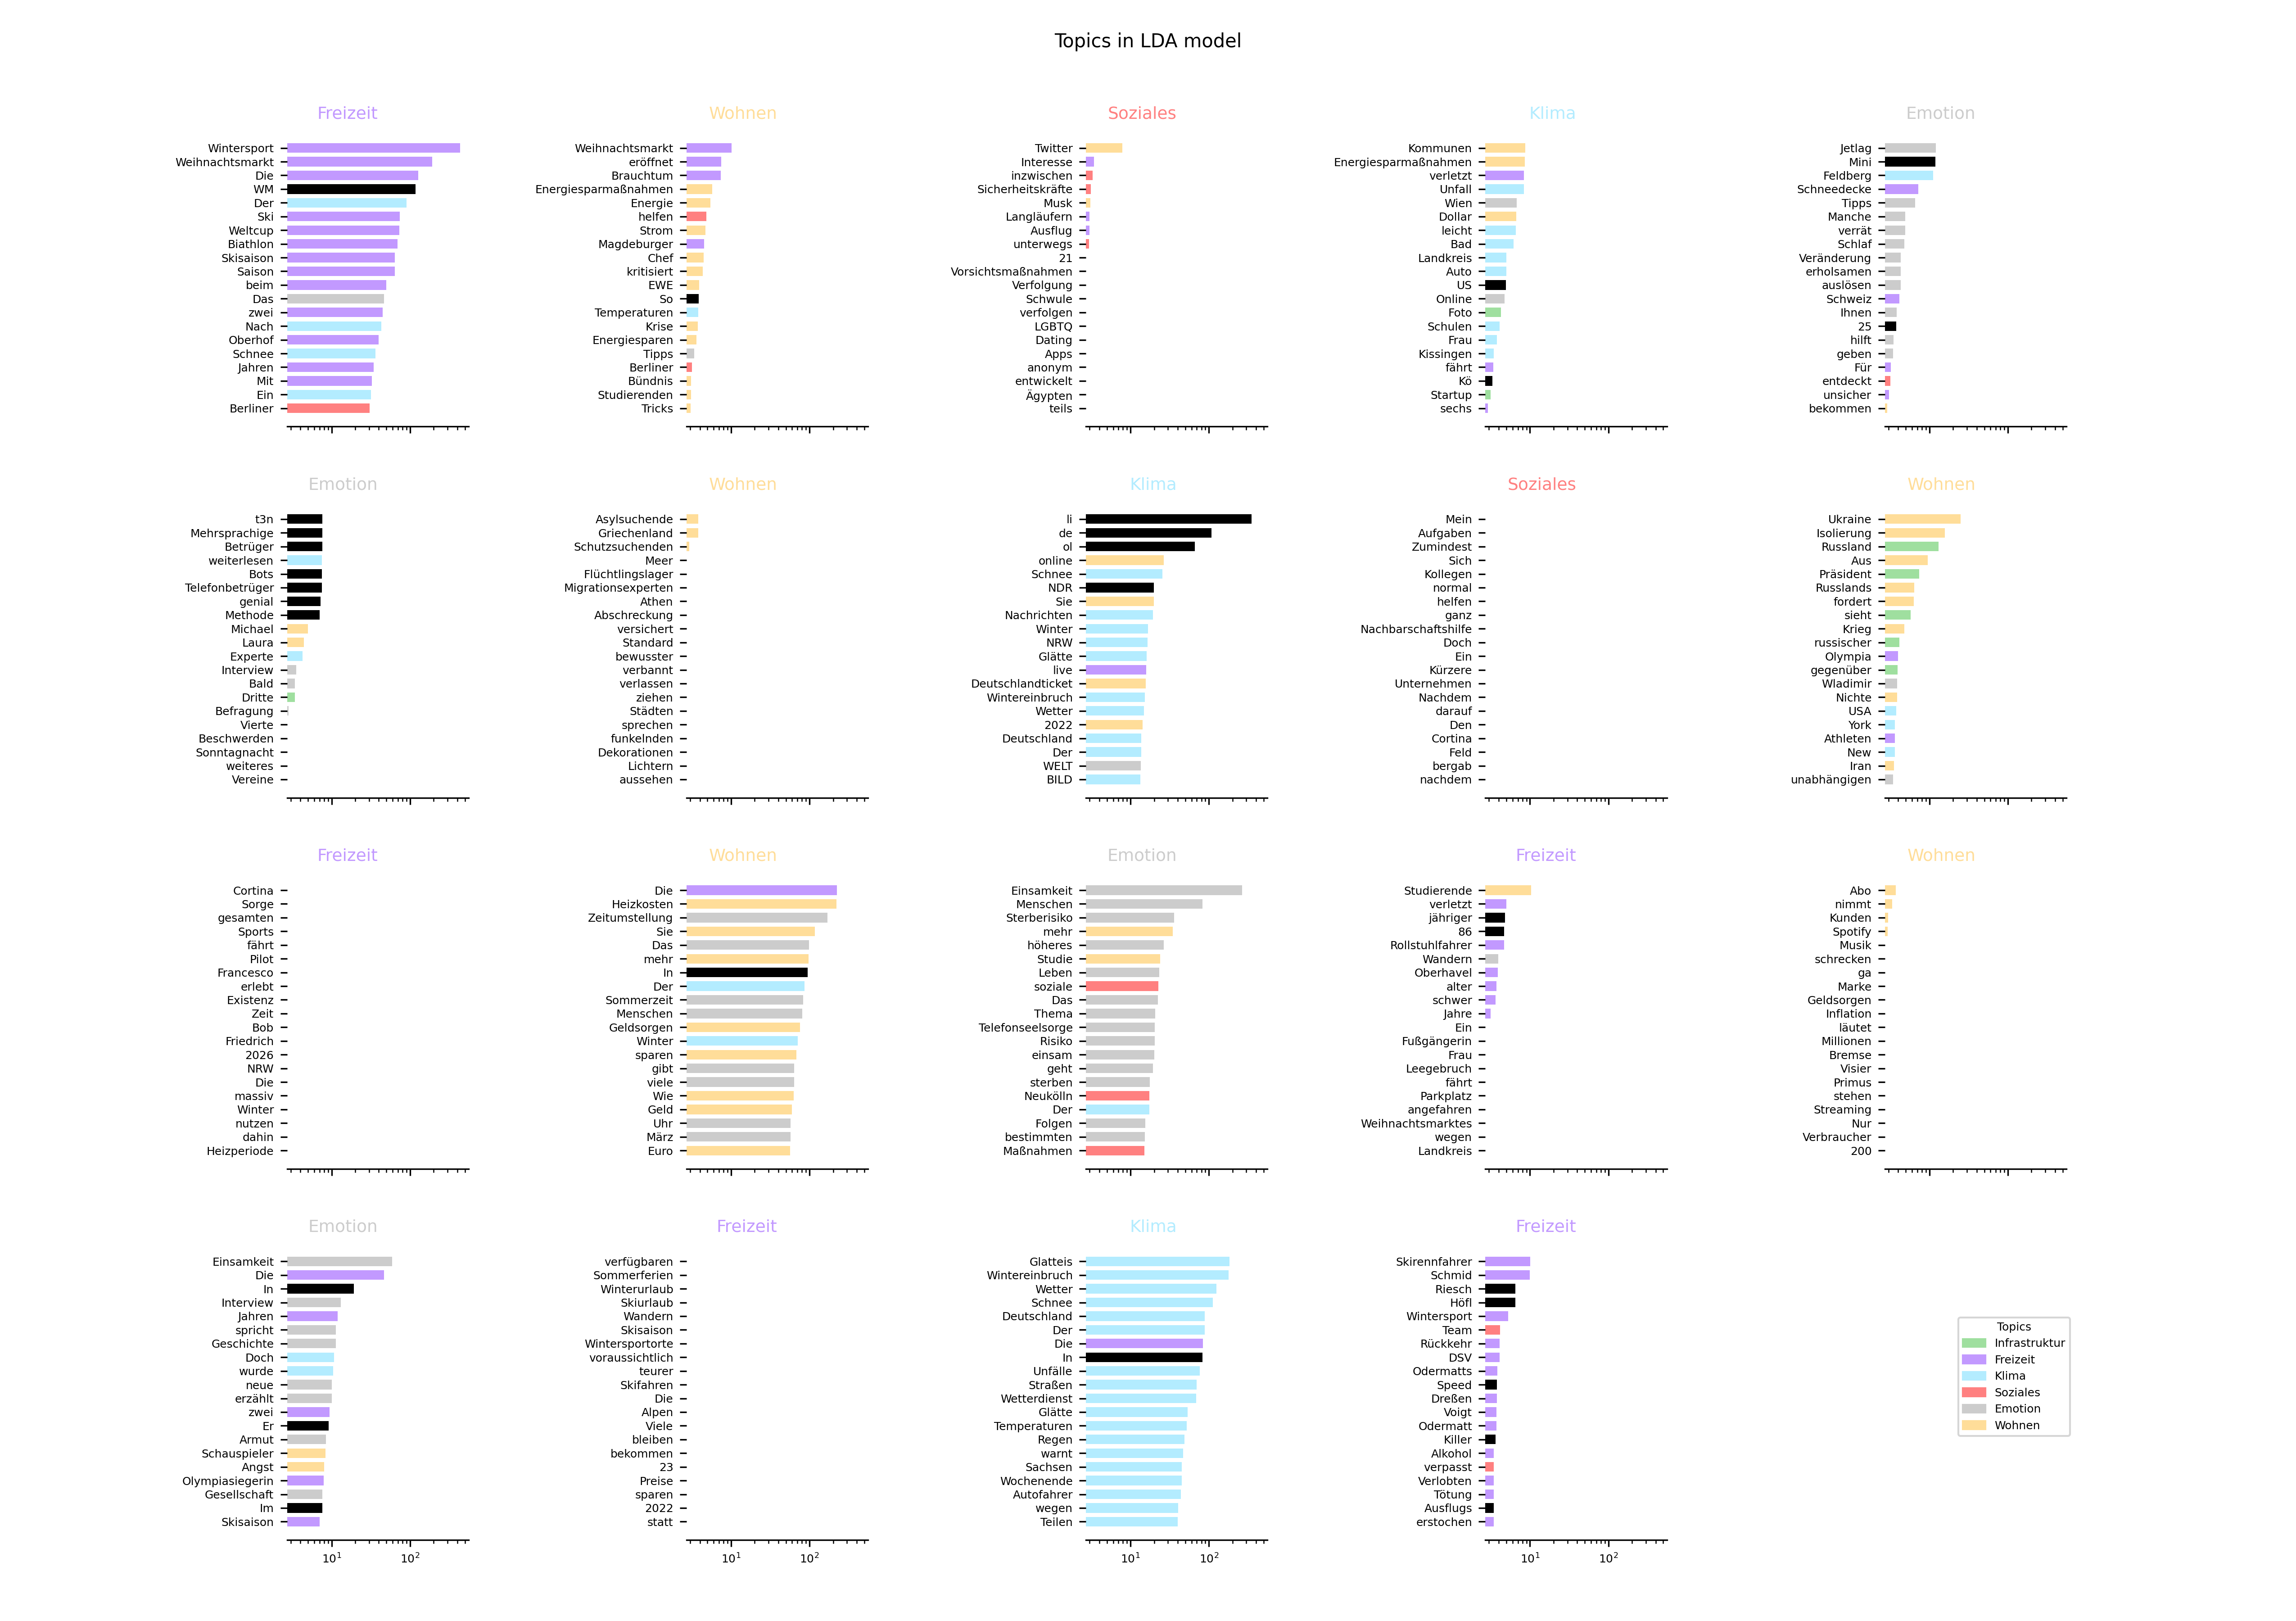 Topics in LDA model
Freizeit
Wintersport
Weihnachtsmarkt
Die
WM
Der
Ski
Weltcup
Biathlon
Skisaison
Saison
beim
Das
zwei
Nach
Oberhof
Schnee
Jahren
Mit
Ein
Berliner
Wohnen
Weihnachtsmarkt
eröffnet
Brauchtum
Energiesparmaßnahmen
Energie
helfen
Strom
Magdeburger
Chef
kritisiert
EWE
So
Temperaturen
Krise
Energiesparen
Tipps
Berliner
Bündnis
Studierenden
Tricks
Soziales
Twitter
Interesse
inzwischen
Sicherheitskräfte
Musk
Langläufern
Ausflug
unterwegs
21
Vorsichtsmaßnahmen
Verfolgung
Schwule
verfolgen
LGBTQ
Dating
Apps
anonym
entwickelt
Ägypten
teils
Klima
Kommunen
Energiesparmaßnahmen
verletzt
Unfall
Wien
Dollar
leicht
Bad
Landkreis
Auto
US
Online
Foto
Schulen
Frau
Kissingen
fährt
Kö
Startup
sechs
Emotion
Jetlag
Mini
Feldberg
Schneedecke
Tipps
Manche
verrät
Schlaf
Veränderung
erholsamen
auslösen
Schweiz
Ihnen
25
hilft
geben
Für
entdeckt
unsicher
bekommen
Emotion
t3n
Mehrsprachige
Betrüger
weiterlesen
Bots
Telefonbetrüger
genial
Methode
Michael
Laura
Experte
Interview
Bald
Dritte
Befragung
Vierte
Beschwerden
Sonntagnacht
weiteres
Vereine
Wohnen
Asylsuchende
Griechenland
Schutzsuchenden
Meer
Flüchtlingslager
Migrationsexperten
Athen
Abschreckung
versichert
Standard
bewusster
verbannt
verlassen
ziehen
Städten
sprechen
funkelnden
Dekorationen
Lichtern
aussehen
Klima
li
de
ol
online
Schnee
NDR
Sie
Nachrichten
Winter
NRW
Glätte
live
Deutschlandticket
Wintereinbruch
Wetter
2022
Deutschland
Der
WELT
BILD
Soziales
Mein
Aufgaben
Zumindest
Sich
Kollegen
normal
helfen
ganz
Nachbarschaftshilfe
Doch
Ein
Kürzere
Unternehmen
Nachdem
darauf
Den
Cortina
Feld
bergab
nachdem
Wohnen
Ukraine
Isolierung
Russland
Aus
Präsident
Russlands
fordert
sieht
Krieg
russischer
Olympia
gegenüber
Wladimir
Nichte
USA
York
Athleten
New
Iran
unabhängigen
Freizeit
Cortina
Sorge
gesamten
Sports
fährt
Pilot
Francesco
erlebt
Existenz
Zeit
Bob
Friedrich
2026
NRW
Die
massiv
Winter
nutzen
dahin
Heizperiode
Wohnen
Die
Heizkosten
Zeitumstellung
Sie
Das
mehr
In
Der
Sommerzeit
Menschen
Geldsorgen
Winter
sparen
gibt
viele
Wie
Geld
Uhr
März
Euro
Emotion
Einsamkeit
Menschen
Sterberisiko
mehr
höheres
Studie
Leben
soziale
Das
Thema
Telefonseelsorge
Risiko
einsam
geht
sterben
Neukölln
Der
Folgen
bestimmten
Maßnahmen
Freizeit
Studierende
verletzt
jähriger
86
Rollstuhlfahrer
Wandern
Oberhavel
alter
schwer
Jahre
Ein
Fußgängerin
Frau
Leegebruch
fährt
Parkplatz
angefahren
Weihnachtsmarktes
wegen
Landkreis
Wohnen
Abo
nimmt
Kunden
Spotify
Musik
schrecken
ga
Marke
Geldsorgen
Inflation
läutet
Millionen
Bremse
Visier
Primus
stehen
Streaming
Nur
Verbraucher
200
Emotion
Einsamkeit
Die
In
Interview
Jahren
spricht
Geschichte
Doch
wurde
neue
erzählt
zwei
Er
Armut
Schauspieler
Angst
Olympiasiegerin
Gesellschaft
Im
Skisaison
10¹ 10²
Freizeit
verfügbaren
Sommerferien
Winterurlaub
Skiurlaub
Wandern
Skisaison
Wintersportorte
voraussichtlich
teurer
Skifahren
Die
Alpen
Viele
bleiben
bekommen
23
Preise
sparen
2022
statt
10¹ 10²
Klima
Glatteis
Wintereinbruch
Wetter
Schnee
Deutschland
Der
Die
In
Unfälle
Straßen
Wetterdienst
Glätte
Temperaturen
Regen
warnt
Sachsen
Wochenende
Autofahrer
wegen
Teilen
10¹ 10²
Freizeit
Skirennfahrer
Schmid
Riesch
Höfl
Wintersport
Team
Rückkehr
DSV
Odermatts
Speed
Dreßen
Voigt
Odermatt
Killer
Alkohol
verpasst
Verlobten
Tötung
Ausflugs
erstochen
10¹ 10²
Topics
Infrastruktur
Freizeit
Klima
Soziales
Emotion
Wohnen